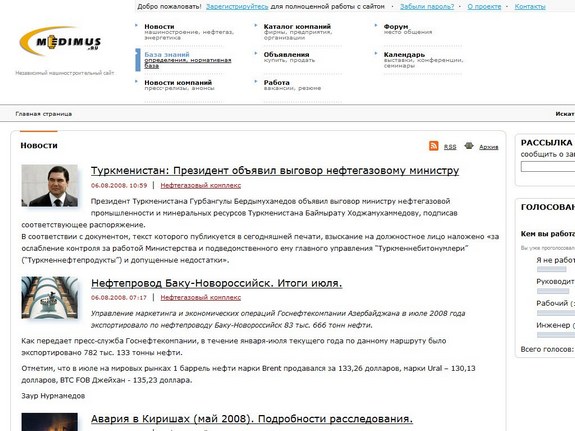 Добро пожаловать! Зарегистрируйтесь для полноценной работы с сайтом · Забыли пароль? · О проекте · Контакты
MEDIMUS
.RU
Независимый машиностроительный сайт
Новости
машиностроение, нефтегаз,
энергетика
Каталог компаний
фирмы, предприятия,
организации
Форум
место общения
База знаний
определения, нормативная
база
Объявления
купить, продать
Календарь
выставки, конференции,
семинары
Новости компаний
пресс-релизы, анонсы
Работа
вакансии, резюме
Главная страница
Искат
Новости
RSS
Архив
Туркменистан: Президент объявил выговор нефтегазовому министру
06.08.2008, 10:59 | Нефтегазовый комплекс
Президент Туркменистана Гурбангулы Бердымухамедов объявил выговор министру нефтегазовой
промышленности и минеральных ресурсов Туркменистана Баймырату Ходжамухаммедову, подписав
соответствующее распоряжение.
В соответствии с документом, текст которого публикуется в сегодняшней печати, взыскание на должностное лицо наложено «за
ослабление контроля за работой Министерства и подведомственного ему главного управления "Туркменнебитонумлери"
("Туркменнефтепродукты") и допущенные недостатки».
Нефтепровод Баку-Новороссийск. Итоги июля.
06.08.2008, 07:17 | Нефтегазовый комплекс
Управление маркетинга и экономических операций Госнефтекомпании Азербайджана в июле 2008 года
экспортировало по нефтепроводу Баку-Новороссийск 83 тыс. 666 тонн нефти.
Как передает пресс-служба Госнефтекомпании, в течение января-июля текущего года по данному маршруту было
экспортировано 782 тыс. 133 тонны нефти.
Отметим, что в июле на мировых рынках 1 баррель нефти марки Brent продавался за 133,26 долларов, марки Ural – 130,13
долларов, BTC FOB Джейхан - 135,23 доллара.
Заур Нурмамедов
Авария в Киришах (май 2008). Подробности расследования.
РАССЫЛКА
сообщить о за
ГОЛОСОВАН
Кем вы работа
Вы уже проголосовал
Я не работ
Руководит
Рабочий (
Инженер (
Всего голосов: